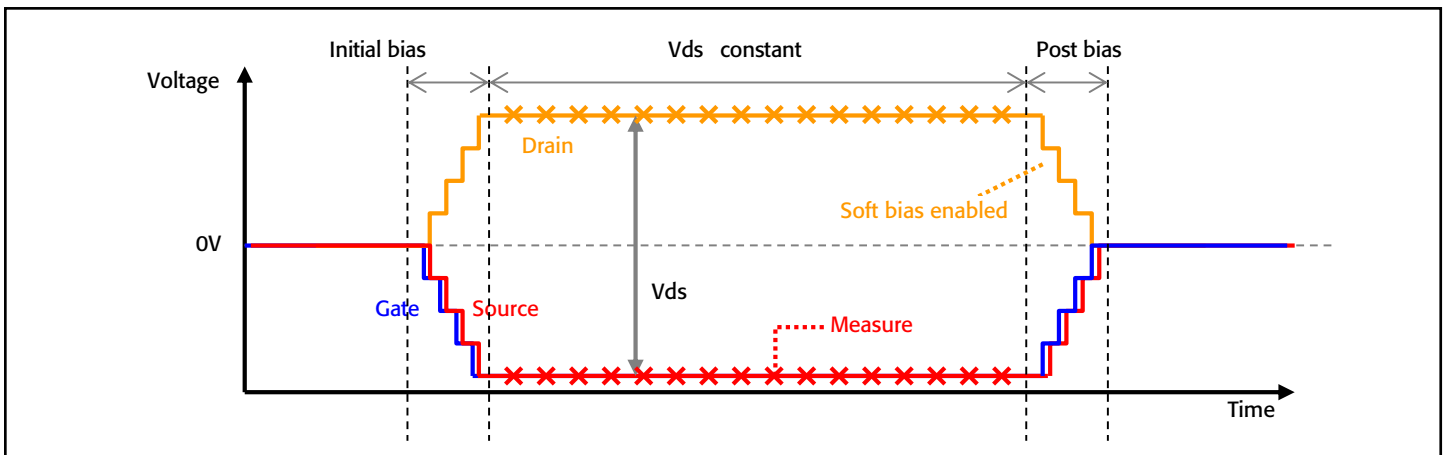 Initial bias
Vds constant
Post bias
Voltage
Drain
Soft bias enabled
0V
Vds
Gate
Source
Measure
Time